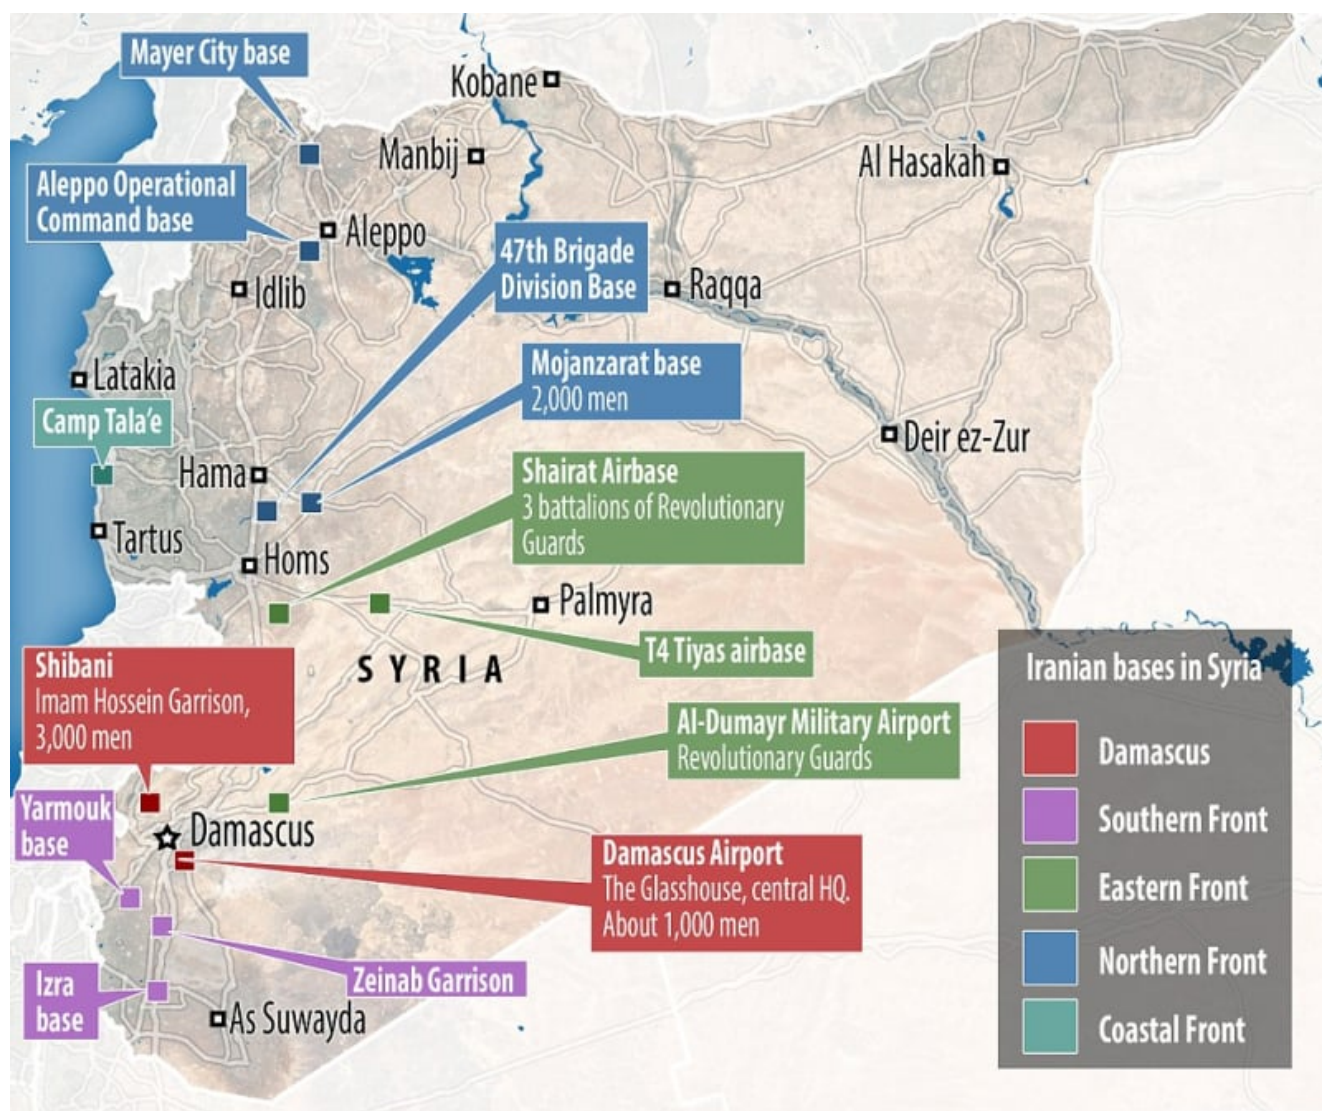 Mayer City base
Kobane
Manbij
Al Hasakah
Aleppo Operational
Command base
Aleppo
47th Brigade
Division Base
Idlib
Raqqa
Mojanzarat base
2,000 men
Latakia
Camp Tala'e
Deir ez-Zur
Hama
Shairat Airbase
3 battalions of Revolutionary
Guards
Tartus
Homs
Palmyra
T4 Tiyas airbase
SYRIA
Shibani
Imam Hossein Garrison,
3,000 men
Al-Dumayr Military Airport
Revolutionary Guards
Yarmouk
base
Damascus
Damascus Airport
The Glasshouse, central HQ.
About 1,000 men
Zeinab Garrison
Izra
base
As Suwayda
Iranian bases in Syria
Damascus
Southern Front
Eastern Front
Northern Front
Coastal Front